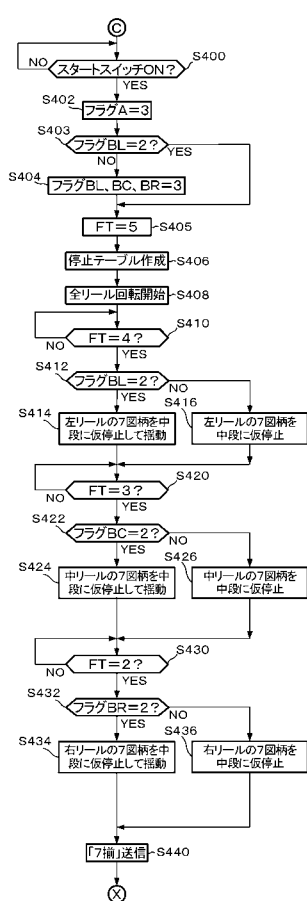 C
S400
NO
スタートスイッチON?
YES
S402
フラグA=3
S403
フラグBL=2?
YES
NO
S404
フラグBL、BC、BR=3
FT=5
S405
停止テーブル作成
S406
全リール回転開始
S408
S410
FT=4?
NO
YES
S412
フラグBL=2?
NO
YES
S414
S416
左リールの7図柄を中
段に仮停止して揺動
左リールの7図柄を
中段に仮停止
S420
FT=3?
NO
YES
S422
フラグBC=2?
NO
YES
S424
S426
中リールの7図柄を中
段に仮停止して揺動
中リールの7図柄を
中段に仮停止
S430
FT=2?
NO
YES
S432
フラグBR=2?
NO
YES
S434
S436
右リールの7図柄を中
段に仮停止して揺動
右リールの7図柄を
中段に仮停止
「7揃」送信
S440
X